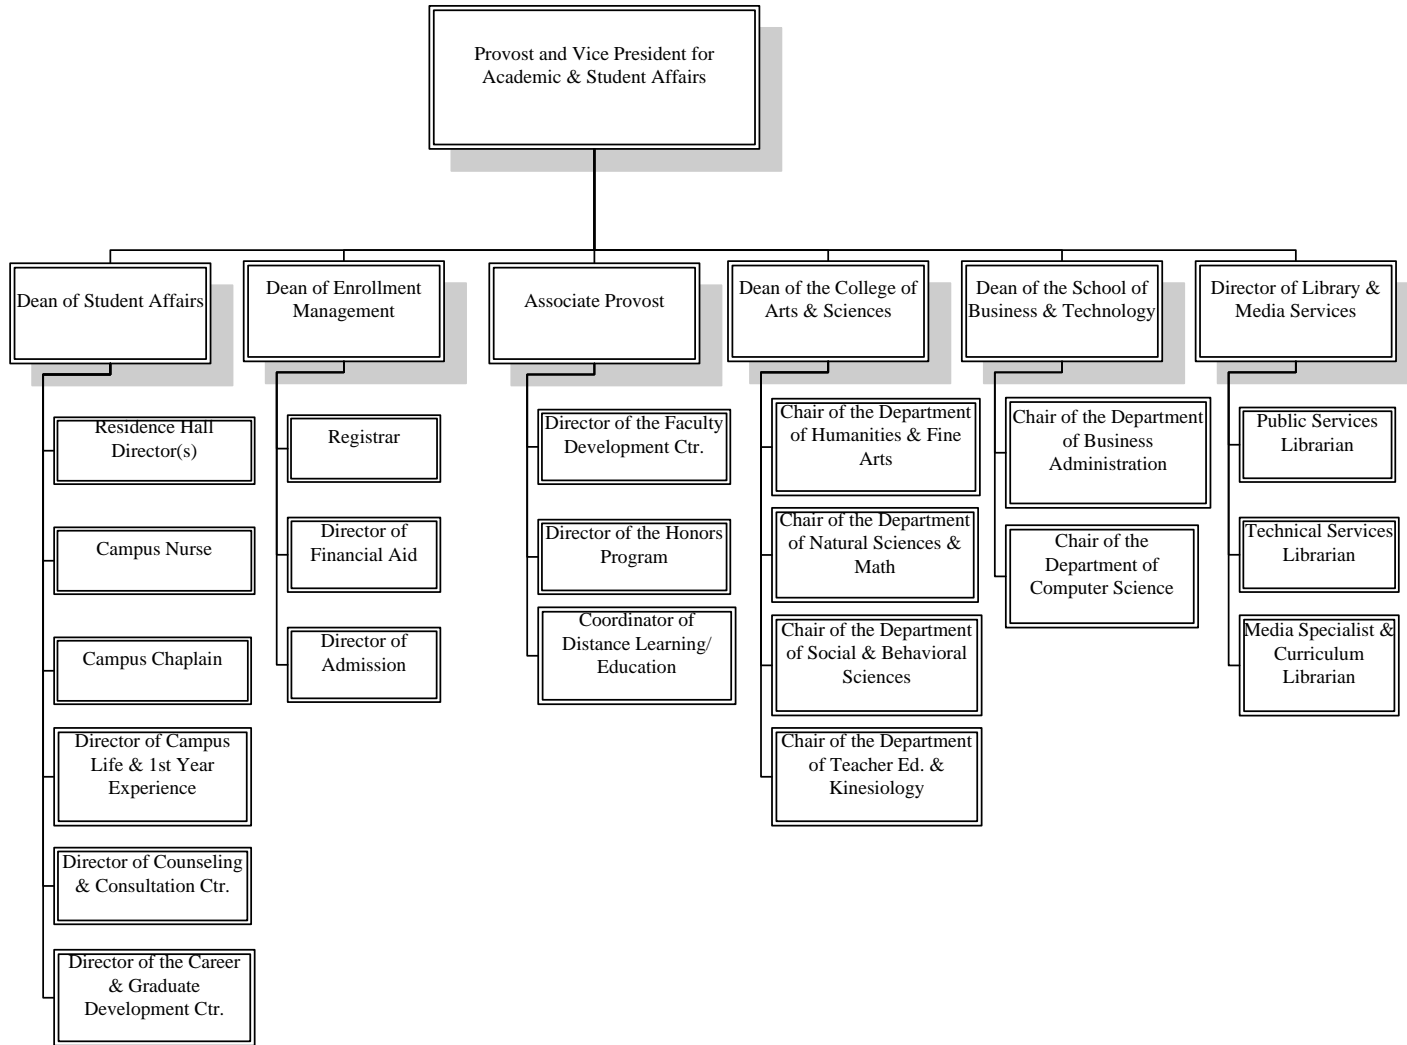 Provost and Vice President for
Academic & Student Affairs
Dean of Student Affairs
Dean of Enrollment
Management
Associate Provost
Dean of the College of
Arts & Sciences
Dean of the School of
Business & Technology
Director of Library &
Media Services
Residence Hall
Director(s)
Campus Nurse
Campus Chaplain
Director of Campus
Life & 1st Year
Experience
Director of Counseling
& Consultation Ctr.
Director of the Career
& Graduate
Development Ctr.
Registrar
Director of
Financial Aid
Director of
Admission
Director of the Faculty
Development Ctr.
Director of the Honors
Program
Coordinator of
Distance Learning/
Education
Chair of the Department
of Humanities & Fine
Arts
Chair of the Department
of Natural Sciences &
Math
Chair of the Department
of Social & Behavioral
Sciences
Chair of the Department
of Teacher Ed. &
Kinesiology
Chair of the Department
of Business
Administration
Chair of the
Department of
Computer Science
Public Services
Librarian
Technical Services
Librarian
Media Specialist &
Curriculum
Librarian